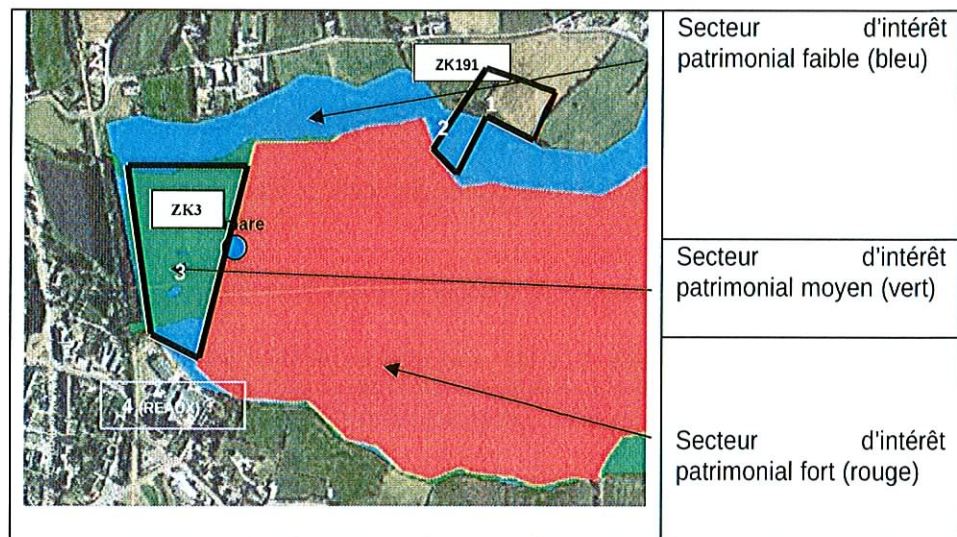 ZK191
1
2
ZK3
mare
3
Secteur d'intérêt
patrimonial faible (bleu)
Secteur d'intérêt
patrimonial moyen (vert)
Secteur d'intérêt
patrimonial fort (rouge)